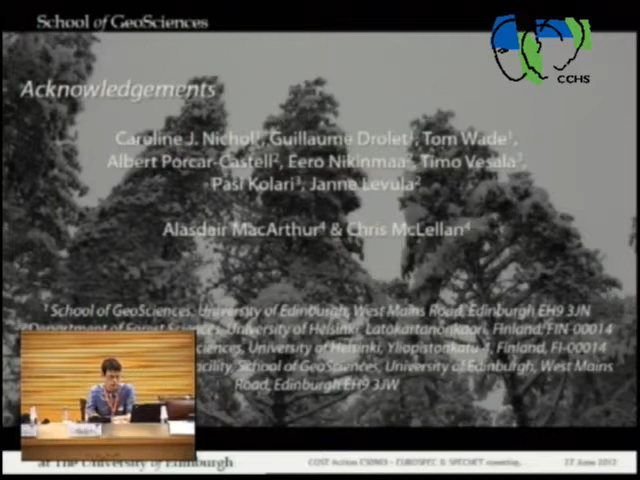 School of GeoSciences
CCHS
Acknowledgements
Caroline J. Nichol¹, Guillaume Drolet¹, Tom Wade¹,
Albert Porcar-Castell², Eero Nikinmaa², Timo Vesala³,
Pasi Kolari³, Janne Levula²
Alasdair MacArthur⁴ & Chris McLellan⁴
¹ School of GeoSciences, University of Edinburgh, West Mains Road, Edinburgh EH9 3JN
Department of Forest Sciences, University of Helsinki, Latokartanonkaari, Finland, FIN-00014
ciences, University of Helsinki, Yliopistonkatu 4, Finland, FI-00014
acility, School of GeoSciences, University of Edinburgh, West Mains
Road, Edinburgh EH9 3JW
at The University of Edinburgh
COST Action ES0903 - EUROSPEC & SPECNET meeting, 27 June 2012